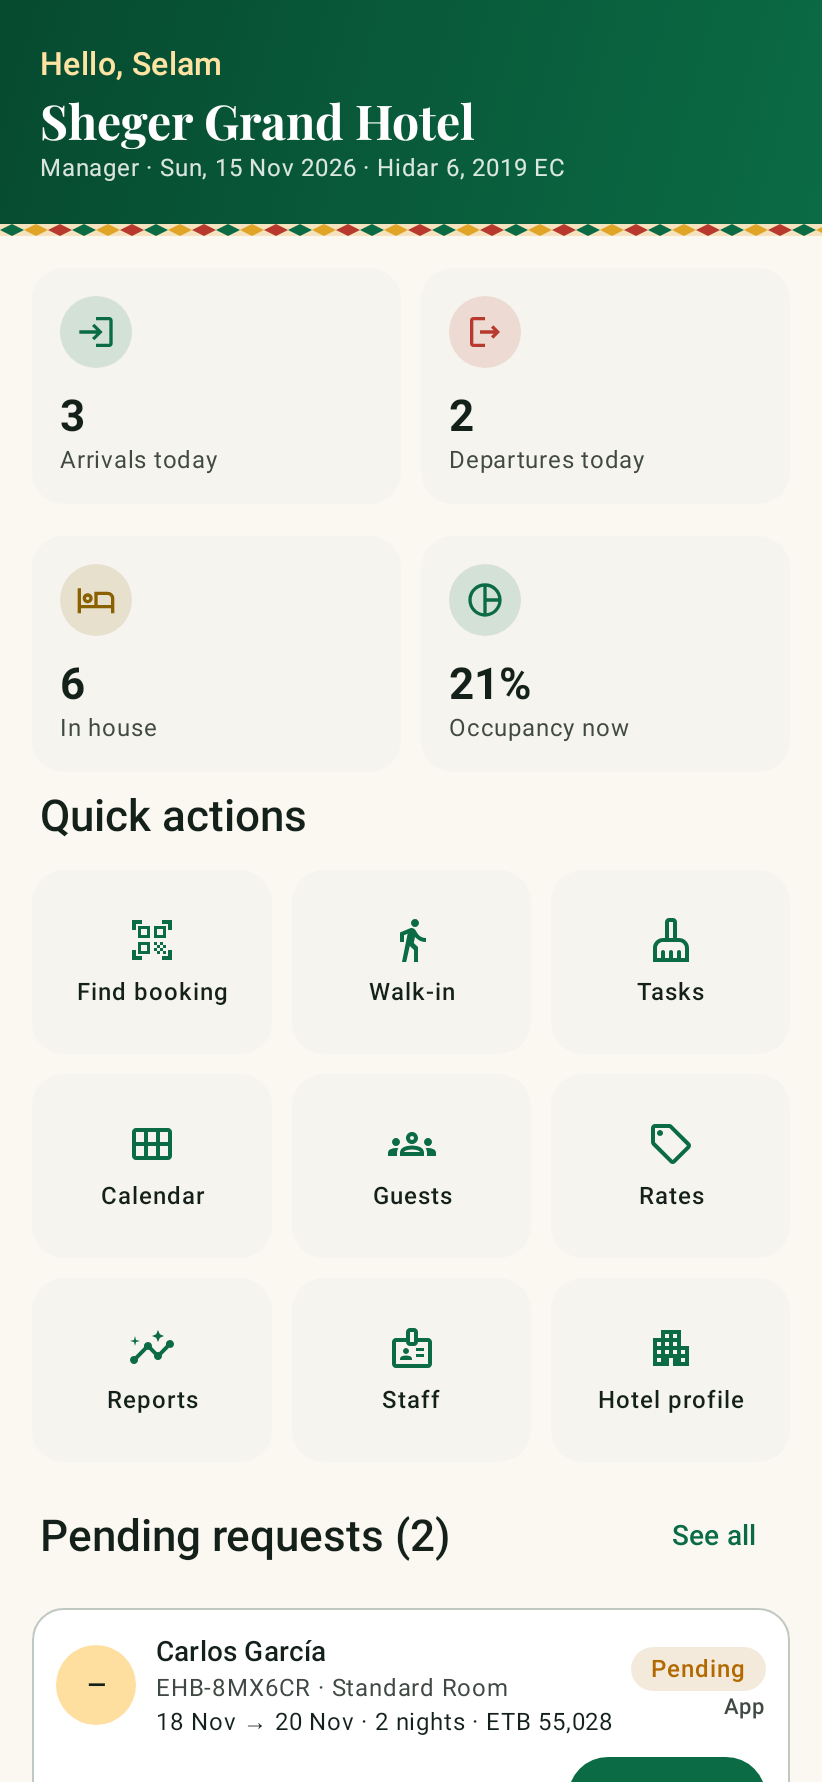 Hello, Selam
Sheger Grand Hotel
Manager · Sun, 15 Nov 2026 · Hidar 6, 2019 EC
3
Arrivals today
2
Departures today
6
In house
21%
Occupancy now
Quick actions
Find booking
Walk-in
Tasks
Calendar
Guests
Rates
Reports
Staff
Hotel profile
Pending requests (2)
See all
–
Carlos García
EHB-8MX6CR · Standard Room
18 Nov → 20 Nov · 2 nights · ETB 55,028
Pending
App